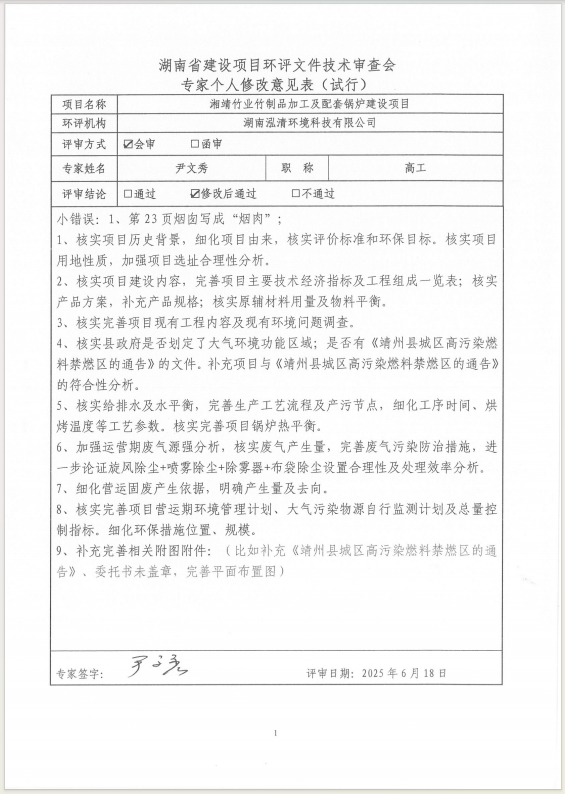 湖南省建设项目环评文件技术审查会
专家个人修改意见表（试行）
项目名称 湘靖竹业竹制品加工及配套锅炉建设项目
环评机构 湖南泓清环境科技有限公司
评审方式 ☑会审 □函审
专家姓名 尹文秀 职 称 高工
评审结论 □通过 ☑修改后通过 □不通过
小错误：1、第 23 页烟囱写成“烟肉”；
1、核实项目历史背景，细化项目由来，核实评价标准和环保目标。核实项目
用地性质，加强项目选址合理性分析。
2、核实项目建设内容，完善项目主要技术经济指标及工程组成一览表；核实
产品方案，补充产品规格；核实原辅材料用量及物料平衡。
3、核实完善项目现有工程内容及现有环境问题调查。
4、核实县政府是否划定了大气环境功能区域；是否有《靖州县城区高污染燃
料禁燃区的通告》的文件。补充项目与《靖州县城区高污染燃料禁燃区的通告》
的符合性分析。
5、核实给排水及水平衡，完善生产工艺流程及产污节点，细化工序时间、烘
烤温度等工艺参数。核实完善项目锅炉热平衡。
6、加强运营期废气源强分析，核实废气产生量，完善废气污染防治措施，进
一步论证旋风除尘+喷雾除尘+除雾器+布袋除尘设置合理性及处理效率分析。
7、细化营运固废产生依据，明确产生量及去向。
8、核实完善项目营运期环境管理计划、大气污染物源自行监测计划及总量控
制指标。细化环保措施位置、规模。
9、补充完善相关附图附件：（比如补充《靖州县城区高污染燃料禁燃区的通
告》、委托书未盖章，完善平面布置图）
专家签字： 尹文秀 评审日期：2025 年 6 月 18 日
1